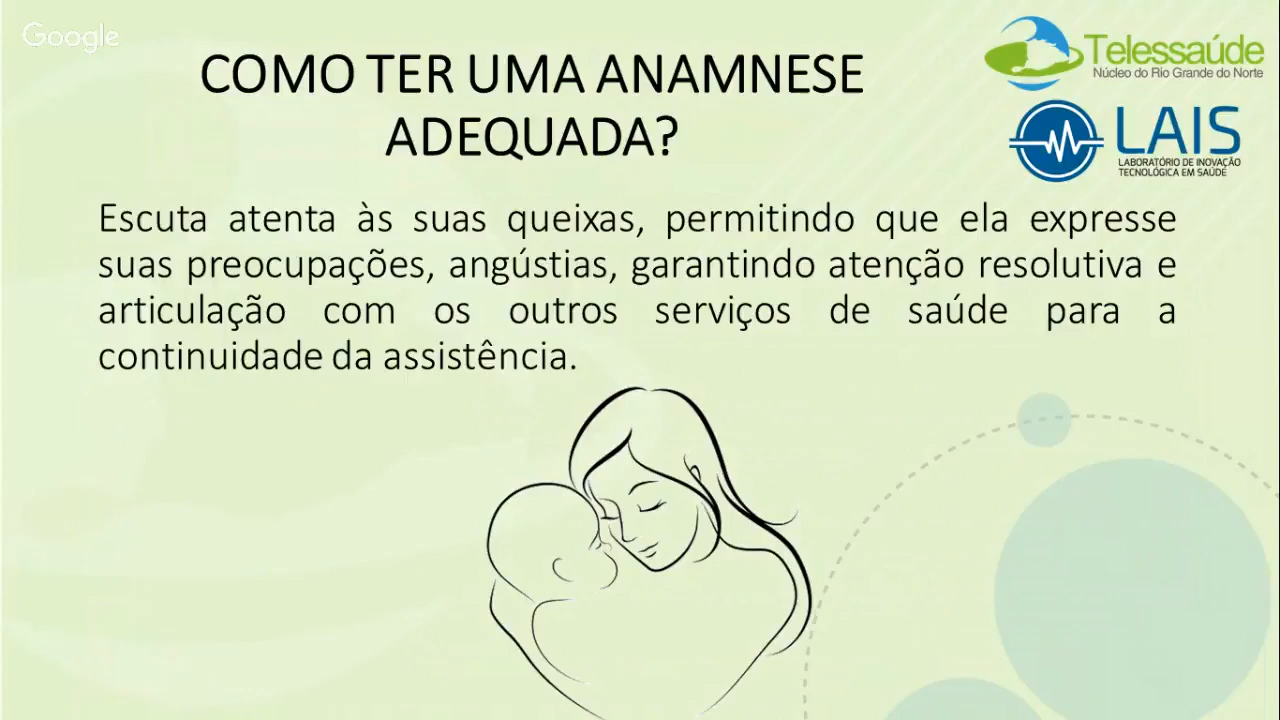 Google
COMO TER UMA ANAMNESE
ADEQUADA?
Telessaúde
Núcleo do Rio Grande do Norte
LAIS
LABORATÓRIO DE INOVAÇÃO
TECNOLÓGICA EM SAÚDE
Escuta atenta às suas queixas, permitindo que ela expresse
suas preocupações, angústias, garantindo atenção resolutiva e
articulação com os outros serviços de saúde para a
continuidade da assistência.